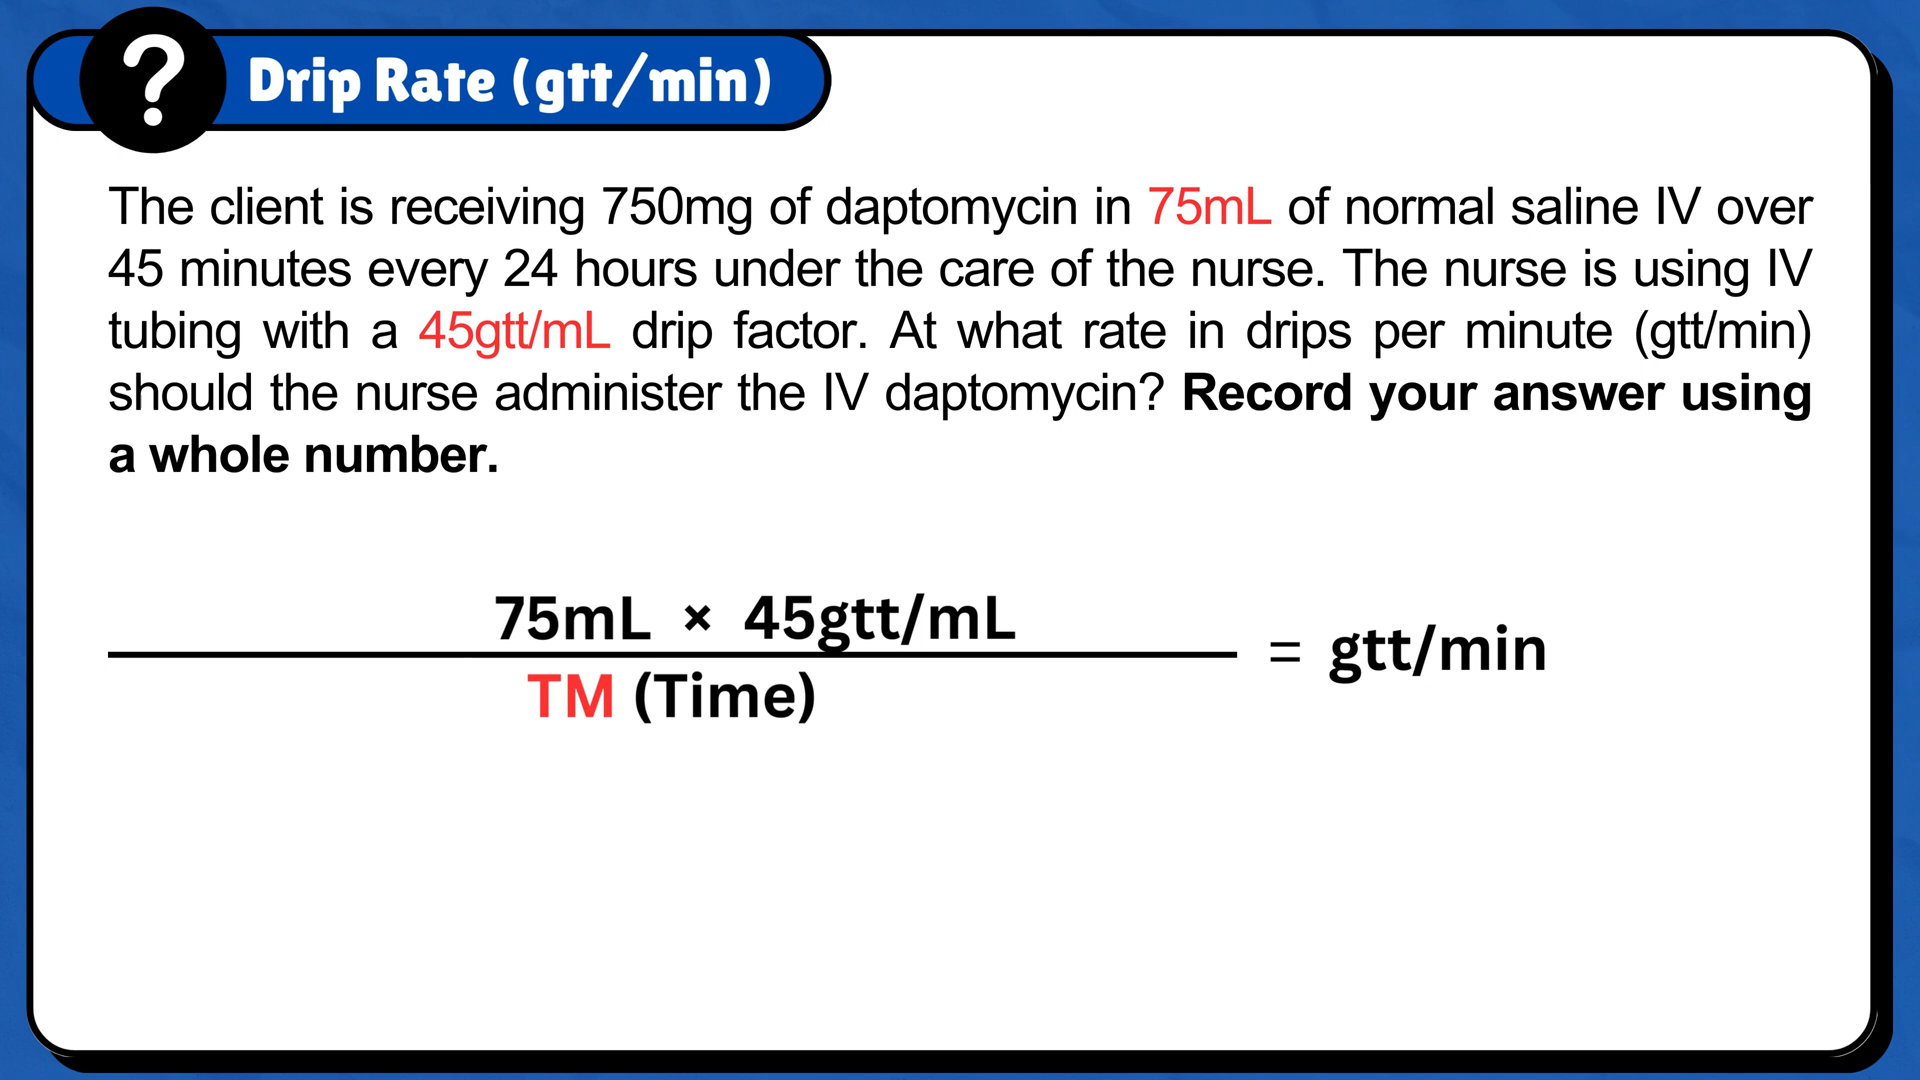 ?
Drip Rate (gtt/min)
The client is receiving 750mg of daptomycin in 75mL of normal saline IV over
45 minutes every 24 hours under the care of the nurse. The nurse is using IV
tubing with a 45gtt/mL drip factor. At what rate in drips per minute (gtt/min)
should the nurse administer the IV daptomycin? Record your answer using
a whole number.
75mL × 45gtt/mL
= gtt/min
TM (Time)